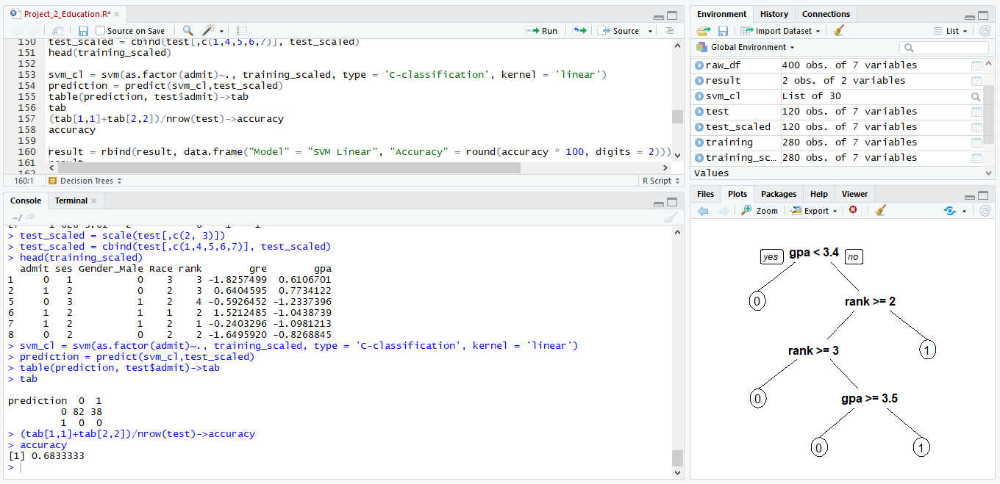 Project_2_Education.R*
Source on Save
Run
Source
150 test_scaled = cbind(test[,c(1,4,5,6,7)], test_scaled)
151 head(training_scaled)
152
153 svm_cl = svm(as.factor(admit)~., training_scaled, type = 'C-classification', kernel = 'linear')
154 prediction = predict(svm_cl,test_scaled)
155 table(prediction, test$admit)->tab
156 tab
157 (tab[1,1]+tab[2,2])/nrow(test)->accuracy
158 accuracy
159
160 result = rbind(result, data.frame("Model" = "SVM Linear", "Accuracy" = round(accuracy * 100, digits = 2)))
161 result
162
160:1 # Decision Trees R Script
Console Terminal
~/
> test_scaled = scale(test[,c(2, 3)])
> test_scaled = cbind(test[,c(1,4,5,6,7)], test_scaled)
> head(training_scaled)
admit ses Gender_Male Race rank gre gpa
1 0 1 0 3 3 -1.8257499 0.6106701
2 1 2 0 2 3 0.6404595 0.7734122
5 0 3 1 2 4 -0.5926452 -1.2337396
6 1 2 1 1 2 1.5212485 -1.0438739
7 1 2 1 2 1 -0.2403296 -1.0981213
8 0 2 0 2 2 -1.6495920 -0.8268845
> svm_cl = svm(as.factor(admit)~., training_scaled, type = 'C-classification', kernel = 'linear')
> prediction = predict(svm_cl,test_scaled)
> table(prediction, test$admit)->tab
> tab
prediction 0 1
0 82 38
1 0 0
> (tab[1,1]+tab[2,2])/nrow(test)->accuracy
> accuracy
[1] 0.6833333
>
Environment History Connections
Import Dataset List
Global Environment
raw_df 400 obs. of 7 variables
result 2 obs. of 2 variables
svm_cl List of 30
test 120 obs. of 7 variables
test_scaled 120 obs. of 7 variables
training 280 obs. of 7 variables
training_sc… 280 obs. of 7 variables
Values
Files Plots Packages Help Viewer
Zoom Export
yes gpa < 3.4 no
0 rank >= 2
rank >= 3 1
0 gpa >= 3.5
0 1